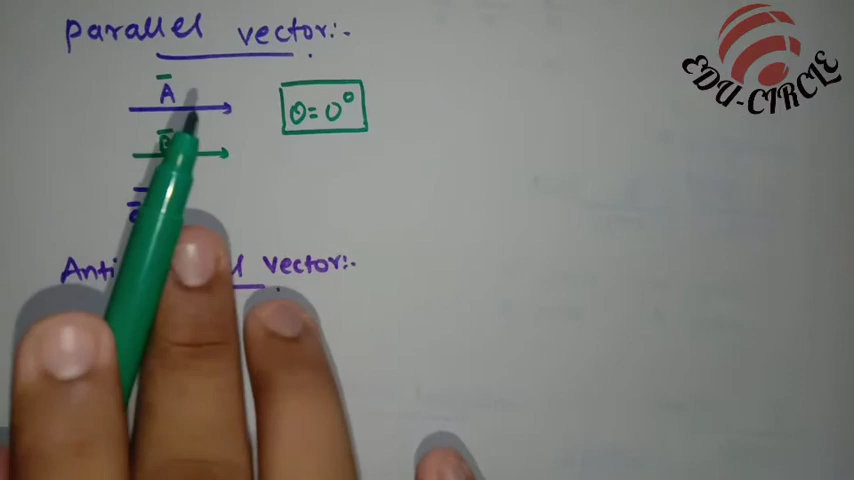 Parallel vector:-
A
θ = 0°
B
vector:-
EDU-CIRCLE